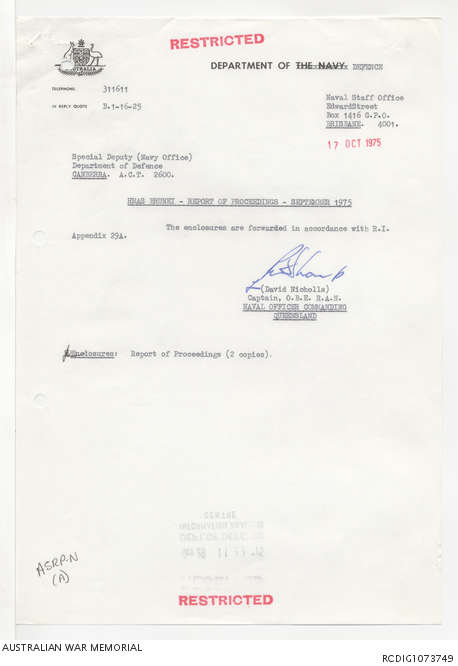 RESTRICTED
AUSTRALIA
DEPARTMENT OF THE NAVY DEFENCE
TELEPHONE 311611
IN REPLY QUOTE B.1-16-25
Naval Staff Office
EdwardStreet
Box 1416 G.P.O.
BRISBANE. 4001.
17 OCT 1975
Special Deputy (Navy Office)
Department of Defence
CANBERRA. A.C.T. 2600.
HMAS BRUNEI - REPORT OF PROCEEDINGS - SEPTEMBER 1975
The enclosures are forwarded in accordance with R.I.
Appendix 29A.
(David Nicholls)
Captain, O.B.E. R.A.N.
NAVAL OFFICER COMMANDING
QUEENSLAND
Enclosures: Report of Proceedings (2 copies).
ASRP.N
(A)
RESTRICTED
AUSTRALIAN WAR MEMORIAL
RCDIG1073749